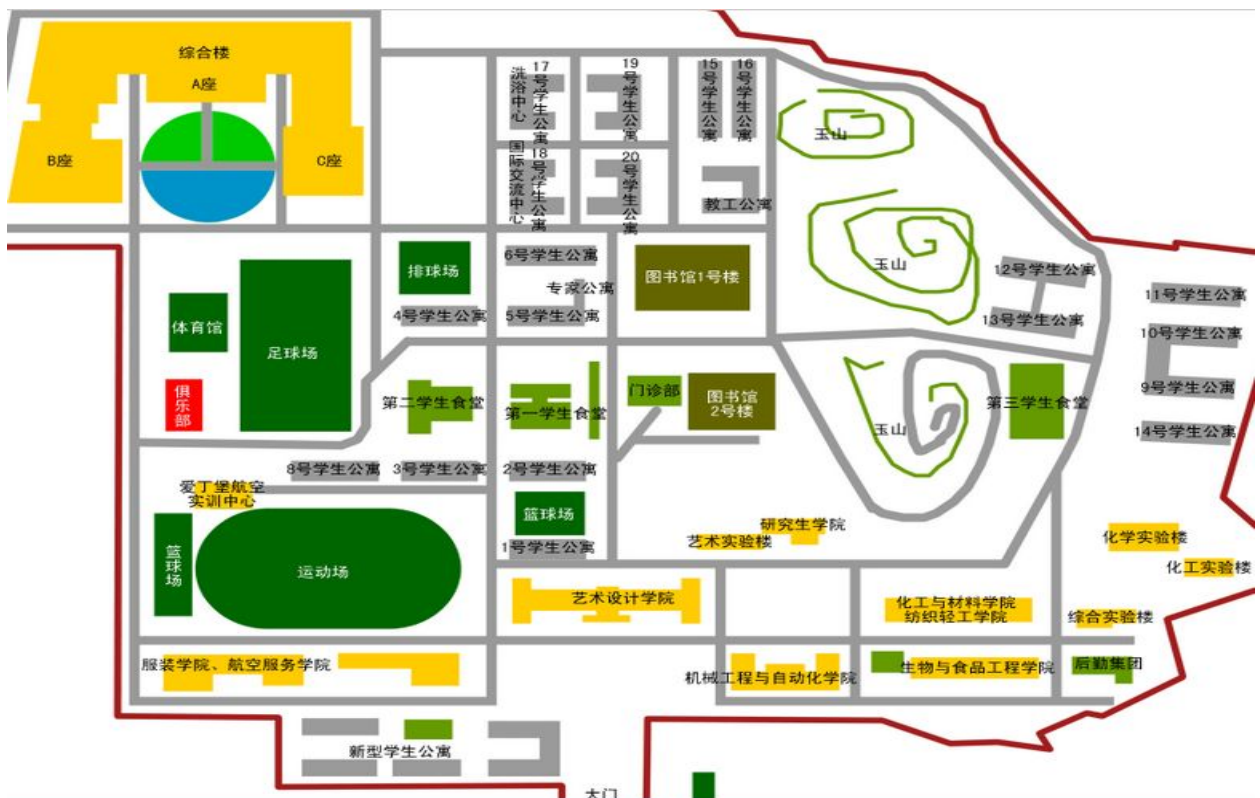 综合楼
A座
B座
C座
洗浴中心
17号学生公寓
19号学生公寓
15号学生公寓
16号学生公寓
国际交流中心
18号学生公寓
20号学生公寓
教工公寓
玉山
玉山
排球场
6号学生公寓
专家公寓
图书馆1号楼
12号学生公寓
11号学生公寓
体育馆
足球场
4号学生公寓
5号学生公寓
13号学生公寓
10号学生公寓
俱乐部
第二学生食堂
第一学生食堂
门诊部
图书馆
2号楼
玉山
第三学生食堂
9号学生公寓
14号学生公寓
8号学生公寓
3号学生公寓
2号学生公寓
爱丁堡航空
实训中心
篮球场
篮球场
运动场
1号学生公寓
艺术实验楼
研究生学院
化学实验楼
化工实验楼
艺术设计学院
化工与材料学院
纺织轻工学院
综合实验楼
服装学院、航空服务学院
机械工程与自动化学院
生物与食品工程学院
后勤集团
新型学生公寓
大门